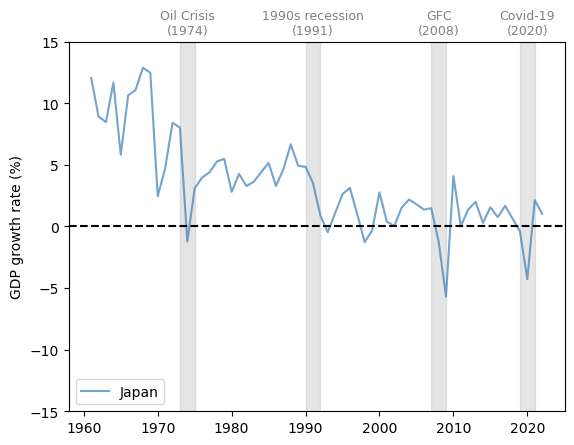 Oil Crisis
(1974)
1990s recession
(1991)
GFC
(2008)
Covid-19
(2020)
15
10
5
0
−5
−10
−15
GDP growth rate (%)
Japan
1960 1970 1980 1990 2000 2010 2020